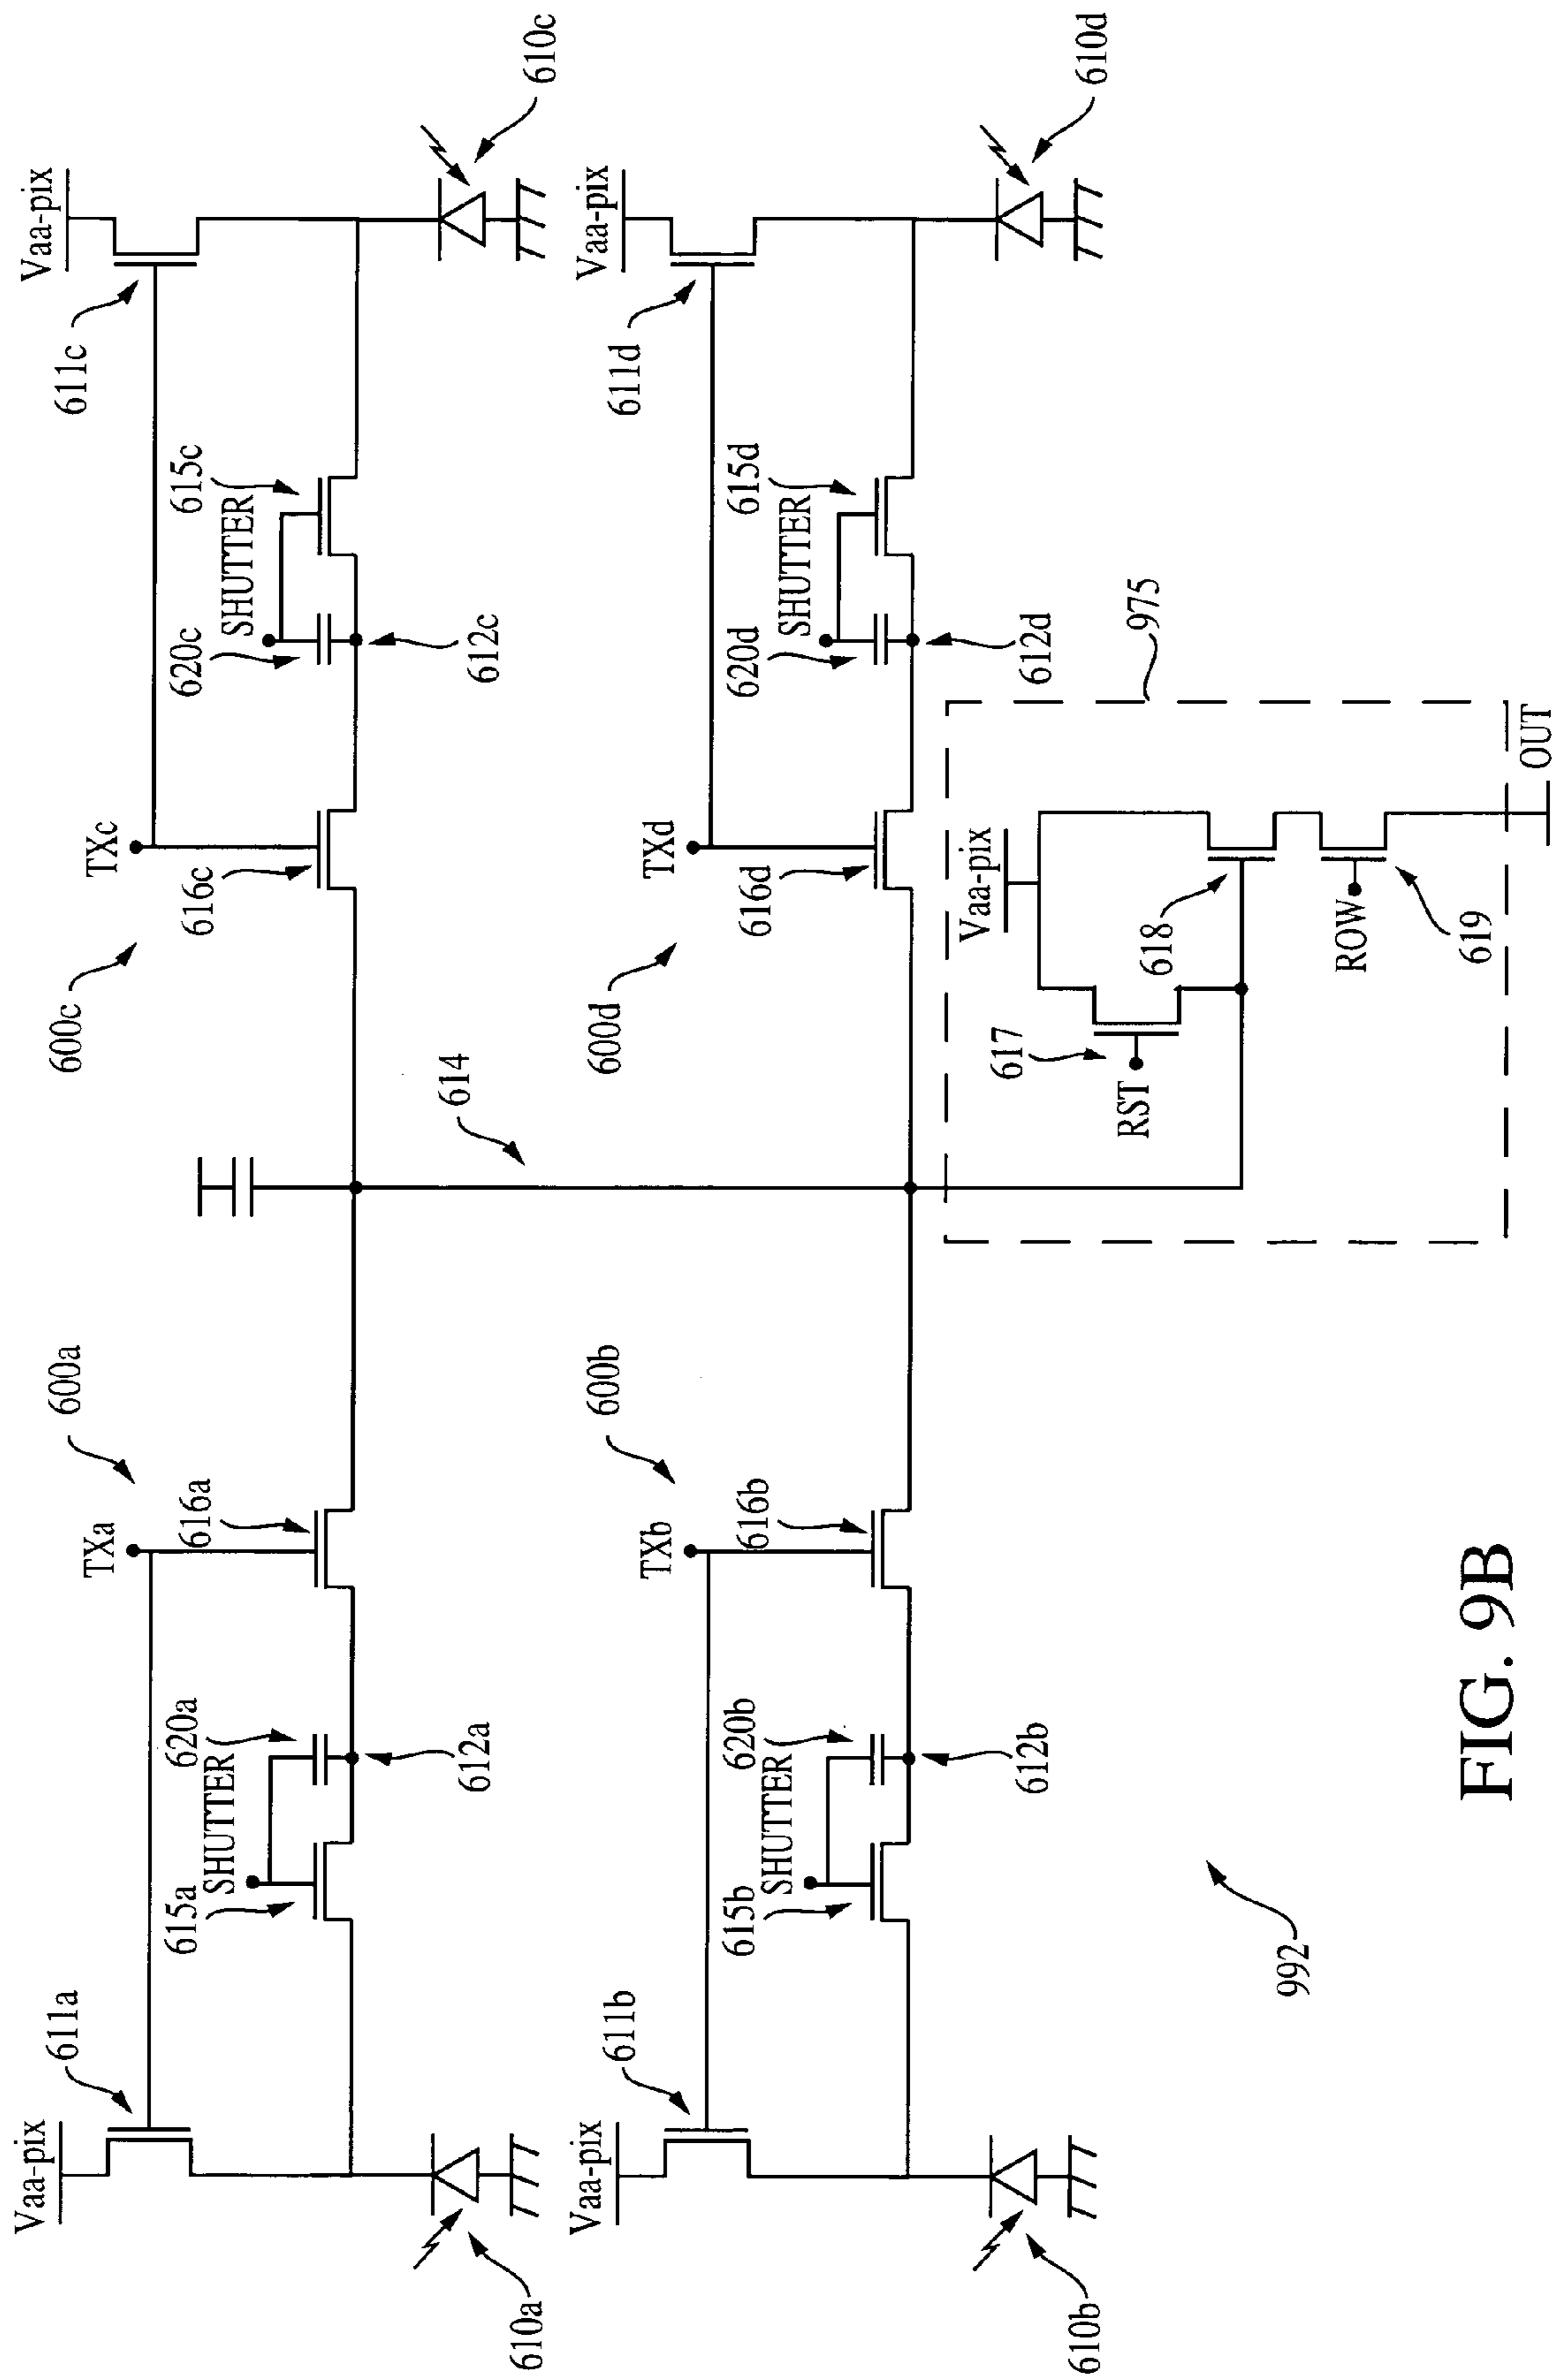 Vaa-pix
611a
TXa
600a
616a
SHUTTER
615a
620a
612a
610a
Vaa-pix
611b
TXb
600b
616b
SHUTTER
615b
620b
612b
610b
614
600c
TXc
616c
611c
Vaa-pix
620c
SHUTTER
615c
612c
610c
600d
TXd
616d
611d
Vaa-pix
620d
SHUTTER
615d
612d
610d
975
Vaa-pix
617
RST
618
ROW
619
OUT
992
FIG. 9B